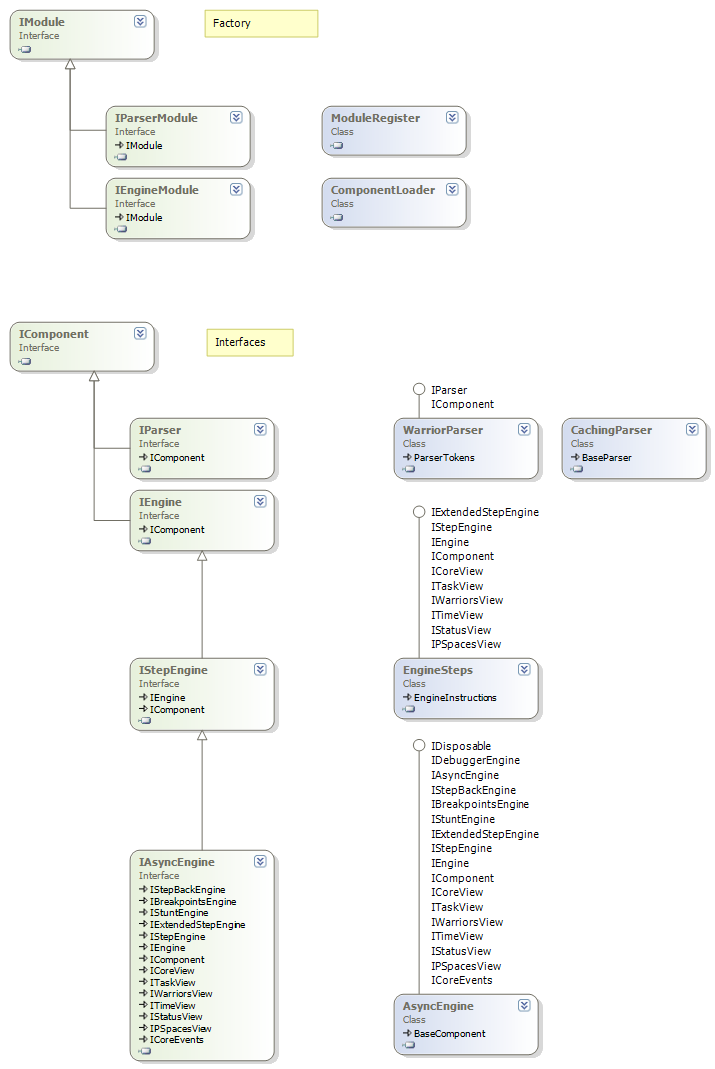 IModule
Interface
Factory
IParserModule
Interface
IModule
ModuleRegister
Class
IEngineModule
Interface
IModule
ComponentLoader
Class
IComponent
Interface
Interfaces
IParser
Interface
IComponent
IParser
IComponent
WarriorParser
Class
ParserTokens
CachingParser
Class
BaseParser
IEngine
Interface
IComponent
IExtendedStepEngine
IStepEngine
IEngine
IComponent
ICoreView
ITaskView
IWarriorsView
ITimeView
IStatusView
IPSpacesView
IStepEngine
Interface
IEngine
IComponent
EngineSteps
Class
EngineInstructions
IDisposable
IDebuggerEngine
IAsyncEngine
IStepBackEngine
IBreakpointsEngine
IStuntEngine
IExtendedStepEngine
IStepEngine
IEngine
IComponent
ICoreView
ITaskView
IWarriorsView
ITimeView
IStatusView
IPSpacesView
ICoreEvents
IAsyncEngine
Interface
IStepBackEngine
IBreakpointsEngine
IStuntEngine
IExtendedStepEngine
IStepEngine
IEngine
IComponent
ICoreView
ITaskView
IWarriorsView
ITimeView
IStatusView
IPSpacesView
ICoreEvents
AsyncEngine
Class
BaseComponent